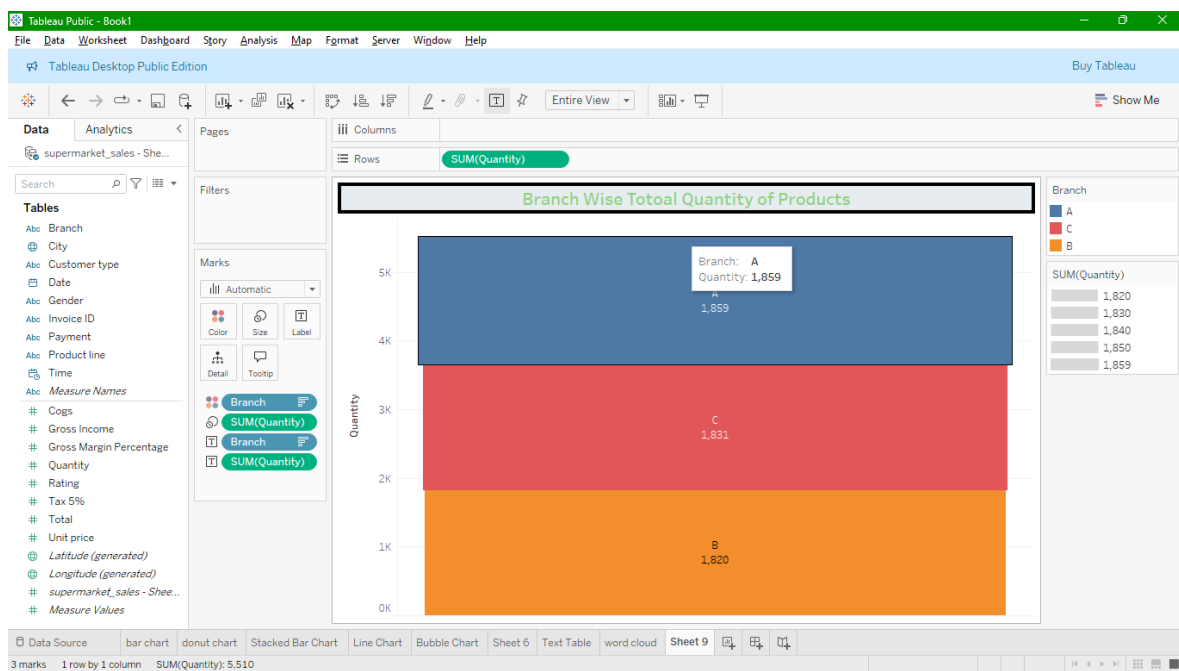 Tableau Public - Book1
File Data Worksheet Dashboard Story Analysis Map Format Server Window Help
Tableau Desktop Public Edition
Buy Tableau
Entire View
Show Me
Data
Analytics
supermarket_sales - She...
Search
Tables
Abc Branch
City
Abc Customer type
Date
Abc Gender
Abc Invoice ID
Abc Payment
Abc Product line
Time
Abc Measure Names
# Cogs
# Gross Income
# Gross Margin Percentage
# Quantity
# Rating
# Tax 5%
# Total
# Unit price
Latitude (generated)
Longitude (generated)
# supermarket_sales - Shee...
# Measure Values
Pages
Filters
Marks
Automatic
Color Size Label
Detail Tooltip
Branch
SUM(Quantity)
T Branch
T SUM(Quantity)
iii Columns
Rows
SUM(Quantity)
Branch Wise Totoal Quantity of Products
Quantity
5K
4K
3K
2K
1K
0K
Branch: A
Quantity: 1,859
A
1,859
C
1,831
B
1,820
Branch
A
C
B
SUM(Quantity)
1,820
1,830
1,840
1,850
1,859
Data Source bar chart donut chart Stacked Bar Chart Line Chart Bubble Chart Sheet 6 Text Table word cloud Sheet 9
3 marks 1 row by 1 column SUM(Quantity): 5,510